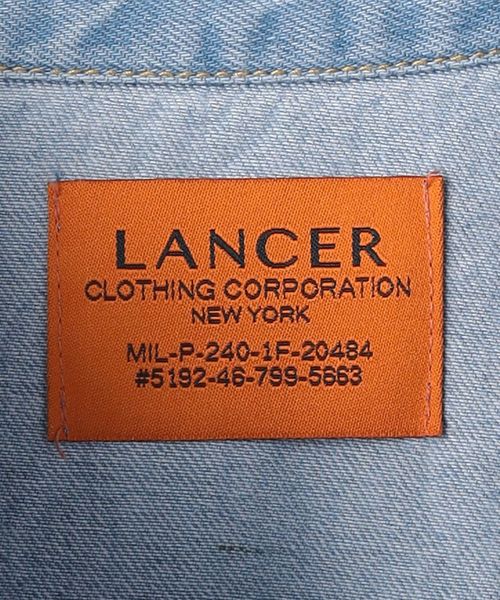 LANCER
CLOTHING CORPORATION
NEW YORK
MIL-P-240-1F-20484
#5192-46-799-5663